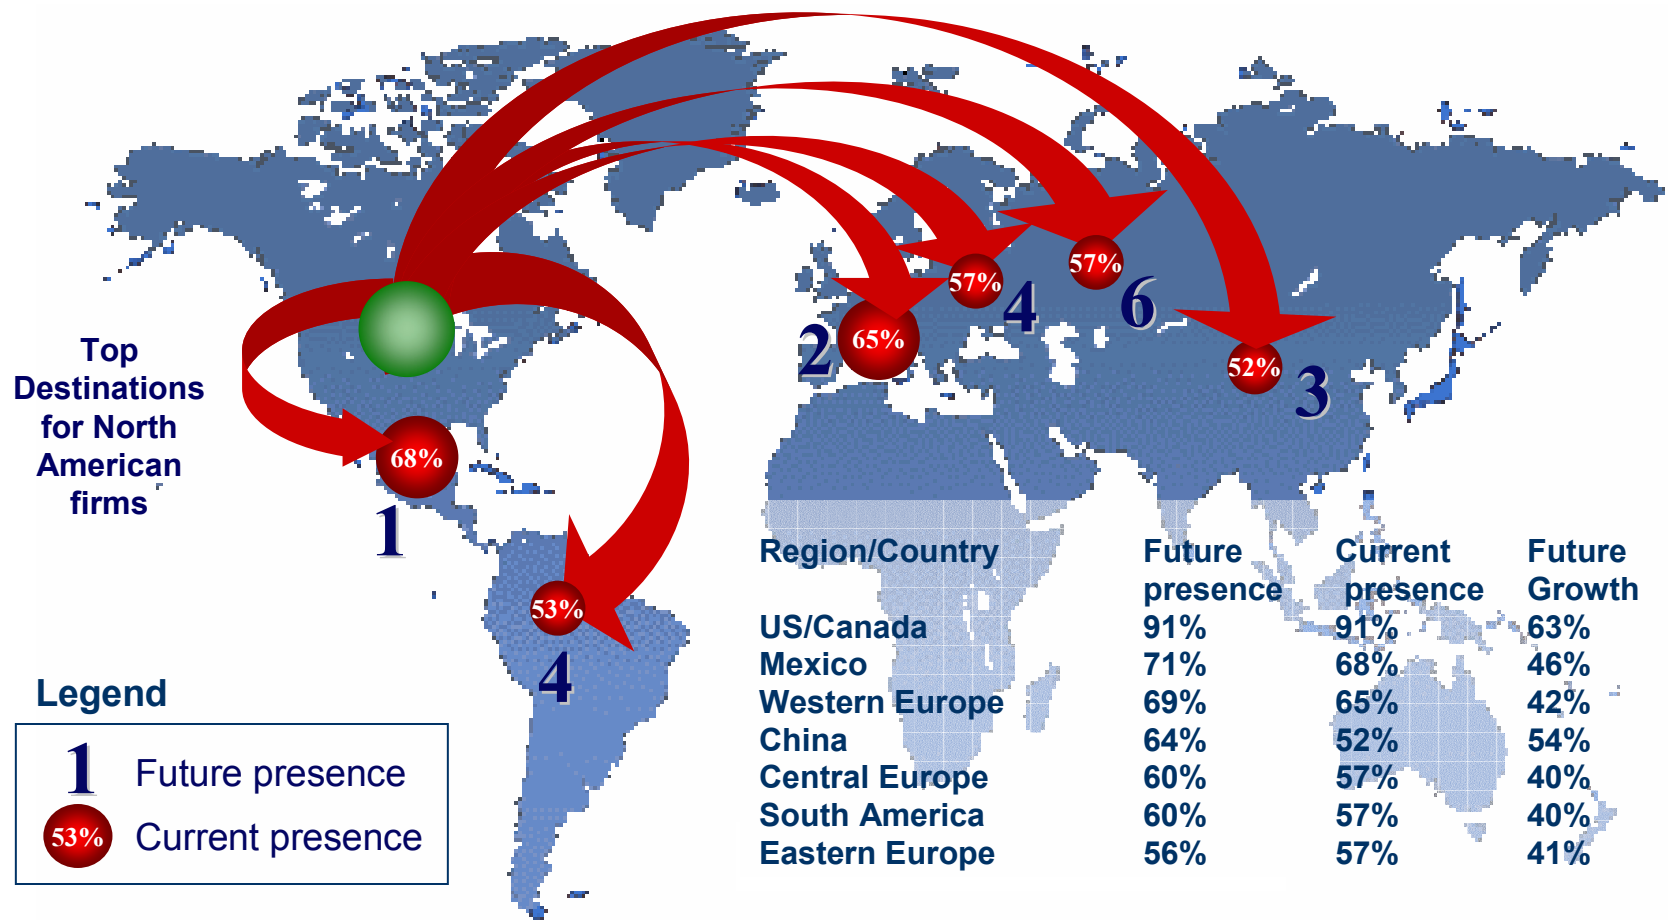 Top
Destinations
for North
American
firms
68%
1
53%
4
65%
2
57%
4
57%
6
52%
3
Legend
1 Future presence
53% Current presence
Region/Country Future presence Current presence Future Growth
US/Canada 91% 91% 63%
Mexico 71% 68% 46%
Western Europe 69% 65% 42%
China 64% 52% 54%
Central Europe 60% 57% 40%
South America 60% 57% 40%
Eastern Europe 56% 57% 41%